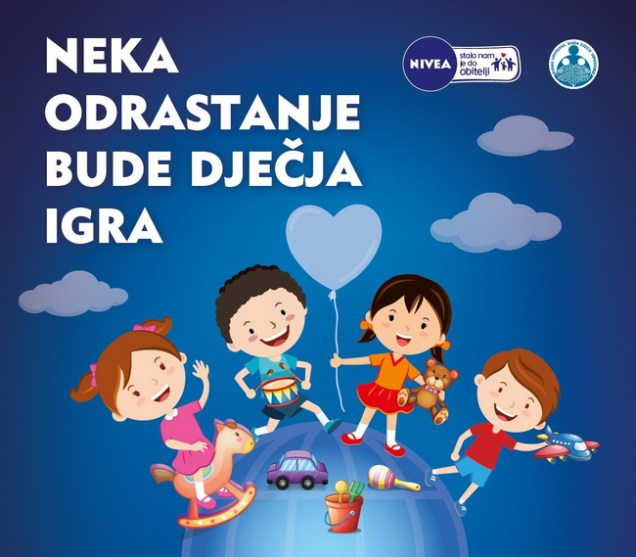 NEKA
ODRASTANJE
BUDE DJEČJA
IGRA
NIVEA
stalo nam
je do
obitelji